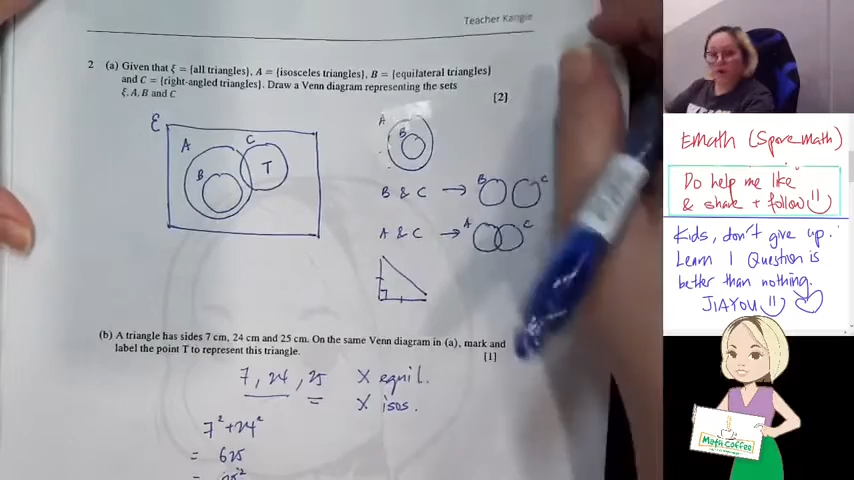 Teacher Kangie
2 (a) Given that ξ = {all triangles}, A = {isosceles triangles}, B = {equilateral triangles}
and C = {right-angled triangles}. Draw a Venn diagram representing the sets
ξ, A, B and C
[2]
ξ
A
B
C
T
A
B
B & C → B C
A & C → A C
(b) A triangle has sides 7 cm, 24 cm and 25 cm. On the same Venn diagram in (a), mark and
label the point T to represent this triangle.
[1]
7, 24, 25 X equil.
X isos.
7²+24²
= 625
= 25²
EMath (Spore math)
Do help me like
& share + follow
Kids, don't give up.
Learn 1 Question is
better than nothing.
JIAYOU
Math Coffee